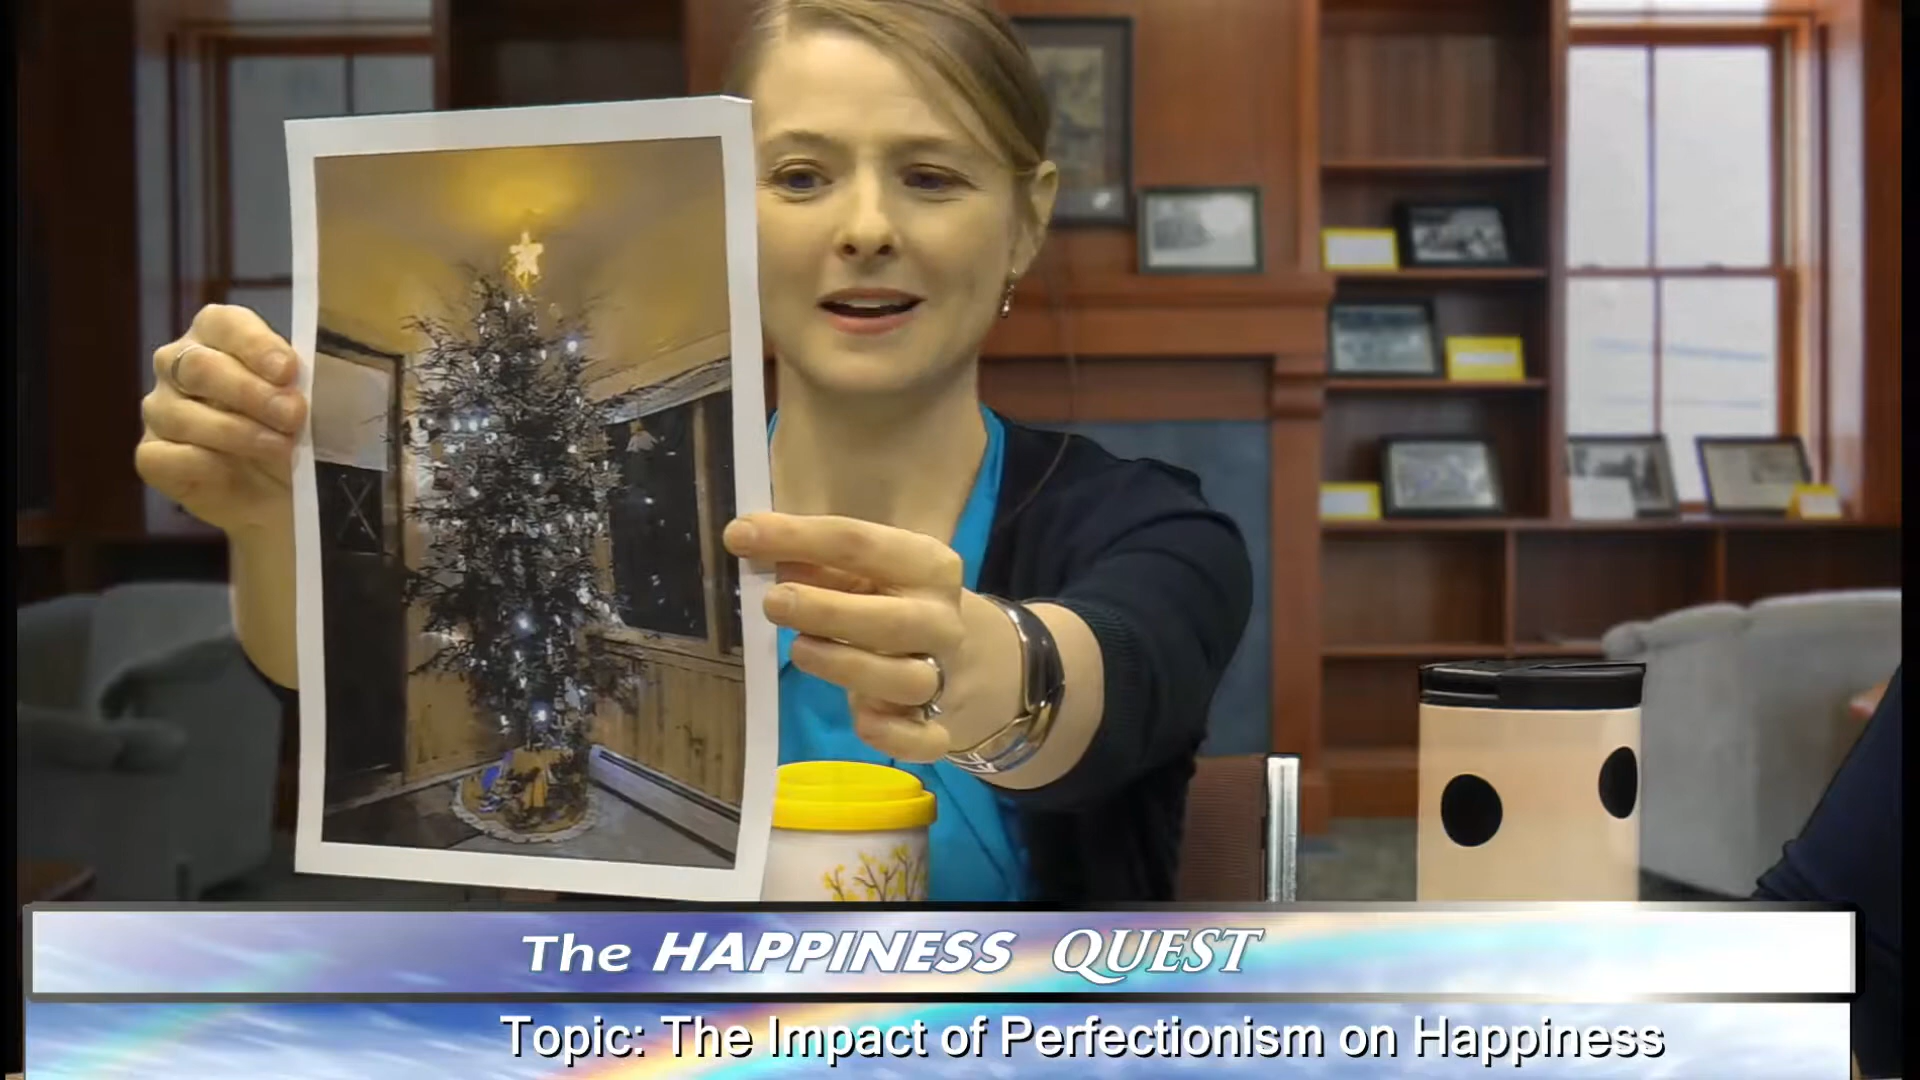 The HAPPINESS QUEST
Topic: The Impact of Perfectionism on Happiness